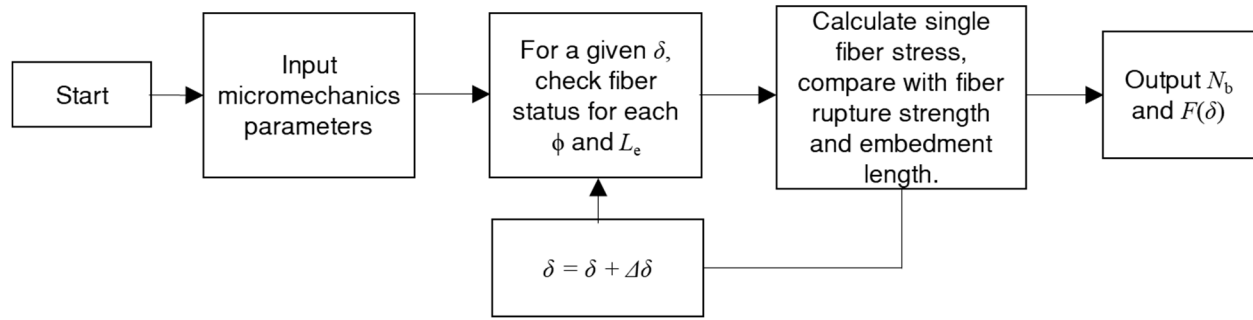 Start
Input
micromechanics
parameters
For a given δ,
check fiber
status for each
ϕ and Lₑ
Calculate single
fiber stress,
compare with fiber
rupture strength
and embedment
length.
Output N_b
and F(δ)
δ = δ + Δδ